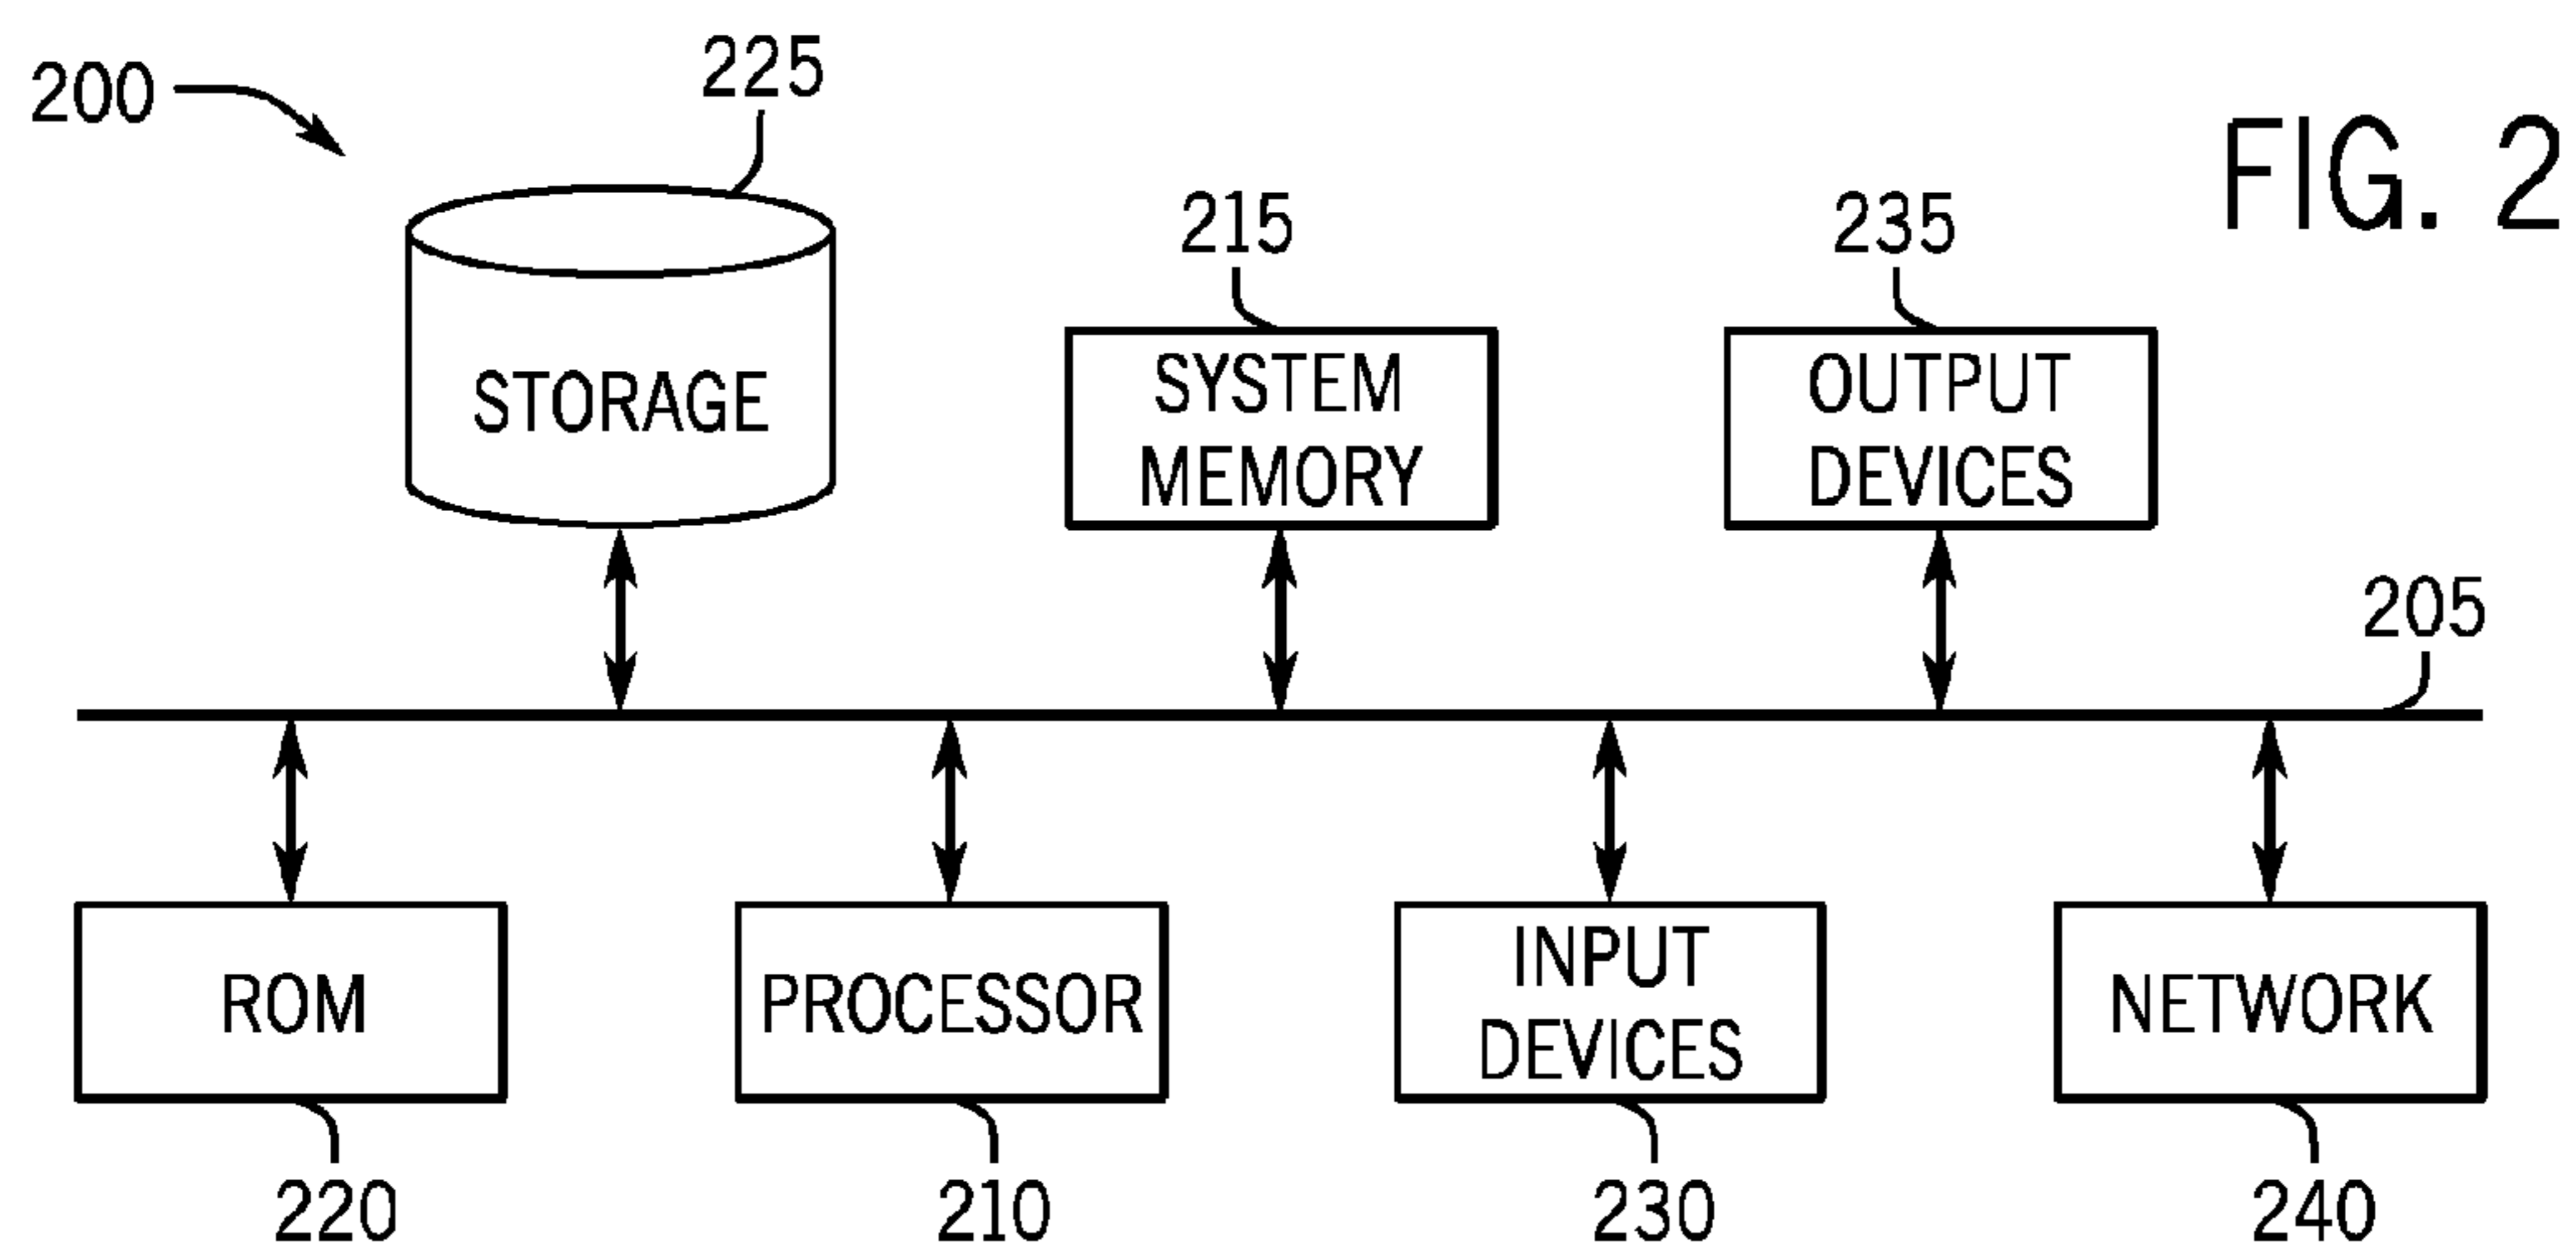 200
225
FIG. 2
215
235
STORAGE
SYSTEM
MEMORY
OUTPUT
DEVICES
205
ROM
PROCESSOR
INPUT
DEVICES
NETWORK
220
210
230
240